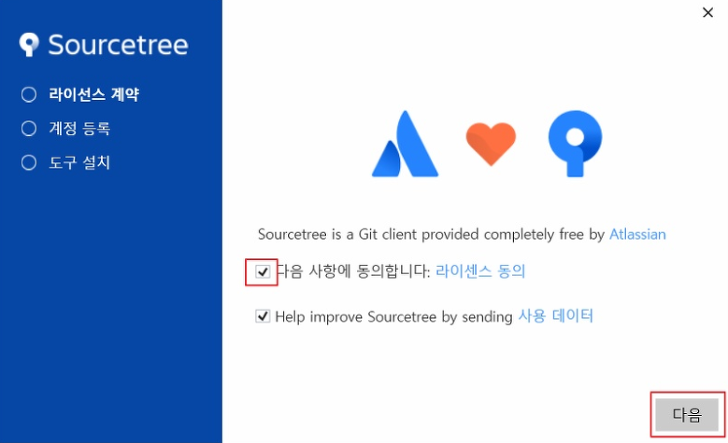 Sourcetree
라이선스 계약
계정 등록
도구 설치
Sourcetree is a Git client provided completely free by Atlassian
다음 사항에 동의합니다: 라이센스 동의
Help improve Sourcetree by sending 사용 데이터
다음